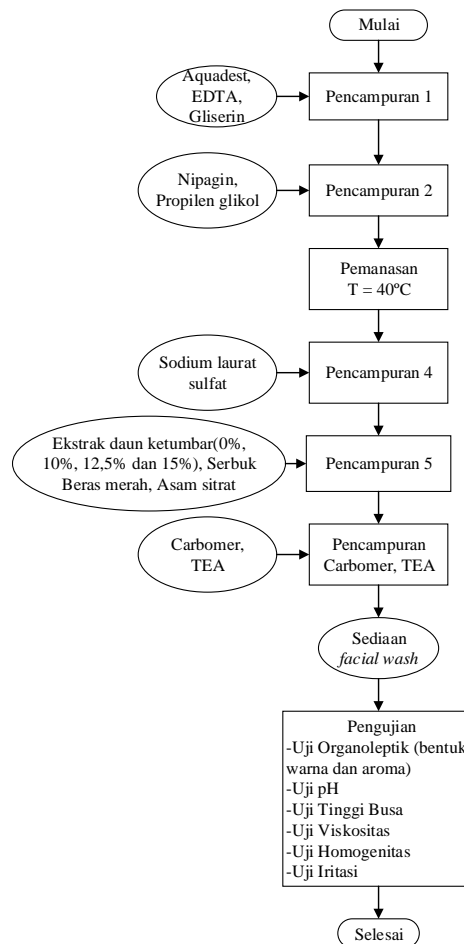 Mulai
Aquadest,
EDTA,
Gliserin
Pencampuran 1
Nipagin,
Propilen glikol
Pencampuran 2
Pemanasan
T = 40ºC
Sodium laurat
sulfat
Pencampuran 4
Ekstrak daun ketumbar(0%,
10%, 12,5% dan 15%), Serbuk
Beras merah, Asam sitrat
Pencampuran 5
Carbomer,
TEA
Pencampuran
Carbomer, TEA
Sediaan
facial wash
Pengujian
-Uji Organoleptik (bentuk
warna dan aroma)
-Uji pH
-Uji Tinggi Busa
-Uji Viskositas
-Uji Homogenitas
-Uji Iritasi
Selesai